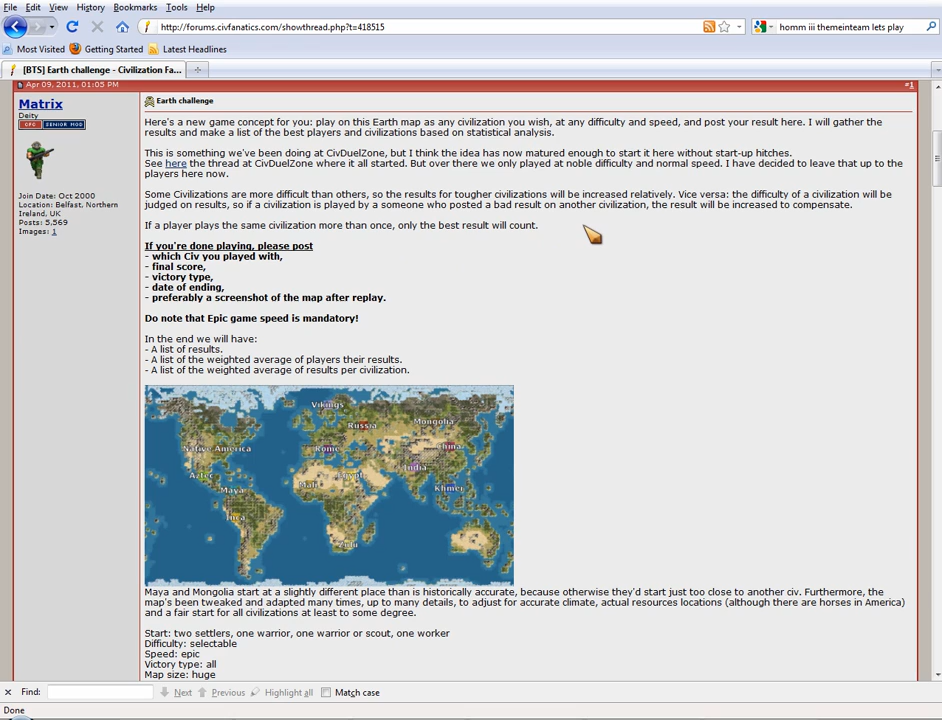 File Edit View History Bookmarks Tools Help
http://forums.civfanatics.com/showthread.php?t=418515
homm iii themeinteam lets play
Most Visited Getting Started Latest Headlines
[BTS] Earth challenge - Civilization Fa...
Apr 09, 2011, 01:05 PM
#1
Matrix
Deity
CFC SENIOR MOD
Join Date: Oct 2000
Location: Belfast, Northern
Ireland, UK
Posts: 5,569
Images: 1
Earth challenge
Here's a new game concept for you: play on this Earth map as any civilization you wish, at any difficulty and speed, and post your result here. I will gather the
results and make a list of the best players and civilizations based on statistical analysis.
This is something we've been doing at CivDuelZone, but I think the idea has now matured enough to start it here without start-up hitches.
See here the thread at CivDuelZone where it all started. But over there we only played at noble difficulty and normal speed. I have decided to leave that up to the
players here now.
Some Civilizations are more difficult than others, so the results for tougher civilizations will be increased relatively. Vice versa: the difficulty of a civilization will be
judged on results, so if a civilization is played by a someone who posted a bad result on another civilization, the result will be increased to compensate.
If a player plays the same civilization more than once, only the best result will count.
If you're done playing, please post
- which Civ you played with,
- final score,
- victory type,
- date of ending,
- preferably a screenshot of the map after replay.
Do note that Epic game speed is mandatory!
In the end we will have:
- A list of results.
- A list of the weighted average of players their results.
- A list of the weighted average of results per civilization.
Vikings
Russia
Mongolia
Native America
Rome
China
Aztec
Egypt
India
Maya
Mali
Khmer
Inca
Zulu
Maya and Mongolia start at a slightly different place than is historically accurate, because otherwise they'd start just too close to another civ. Furthermore, the
map's been tweaked and adapted many times, up to many details, to adjust for accurate climate, actual resources locations (although there are horses in America)
and a fair start for all civilizations at least to some degree.
Start: two settlers, one warrior, one warrior or scout, one worker
Difficulty: selectable
Speed: epic
Victory type: all
Map size: huge
Find: Next Previous Highlight all Match case
Done